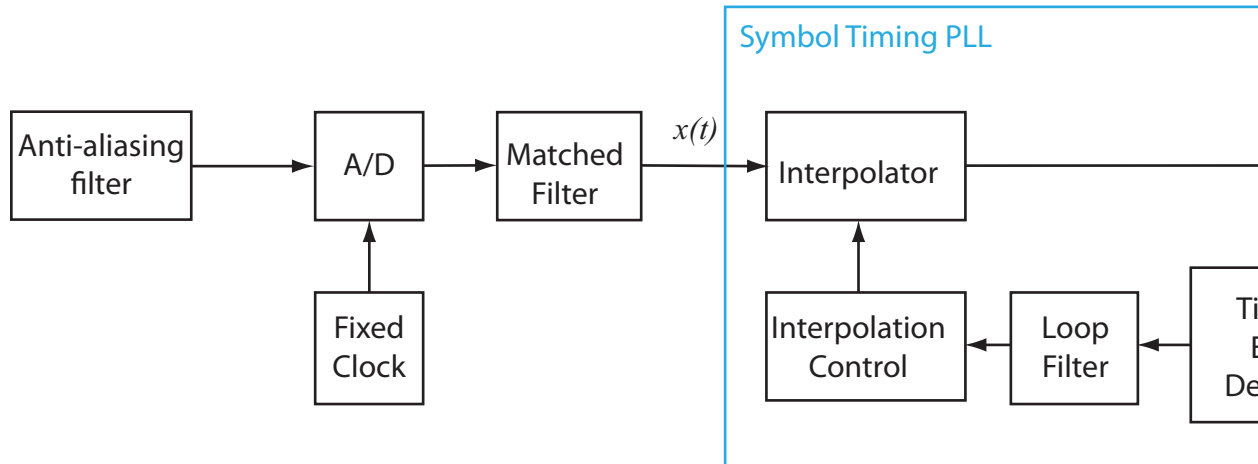 Symbol Timing PLL
Anti-aliasing
filter
A/D
Matched
Filter
x(t)
Interpolator
Fixed
Clock
Interpolation
Control
Loop
Filter